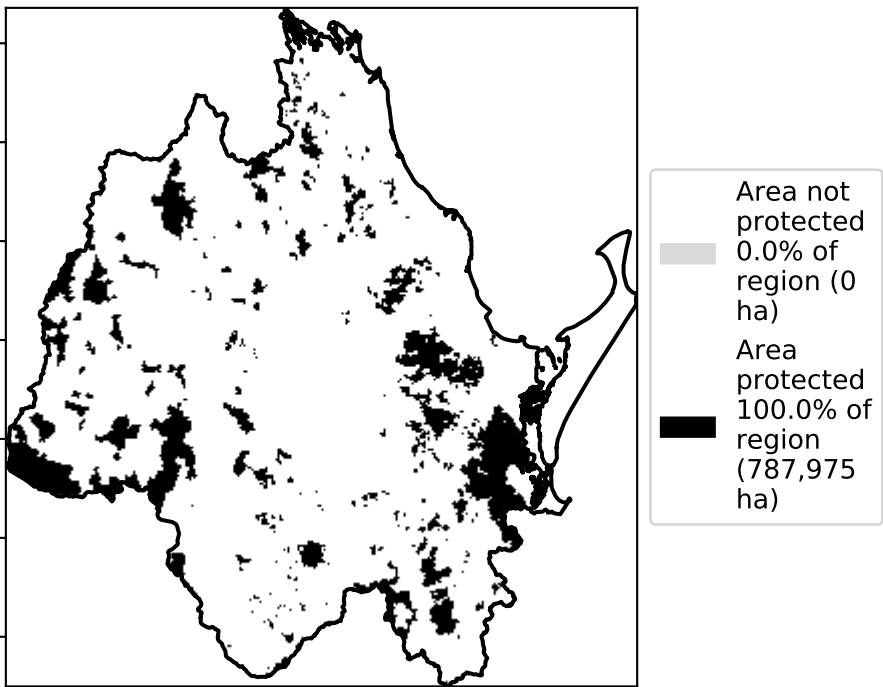 Area not
protected
0.0% of
region (0
ha)
Area
protected
100.0% of
region
(787,975
ha)